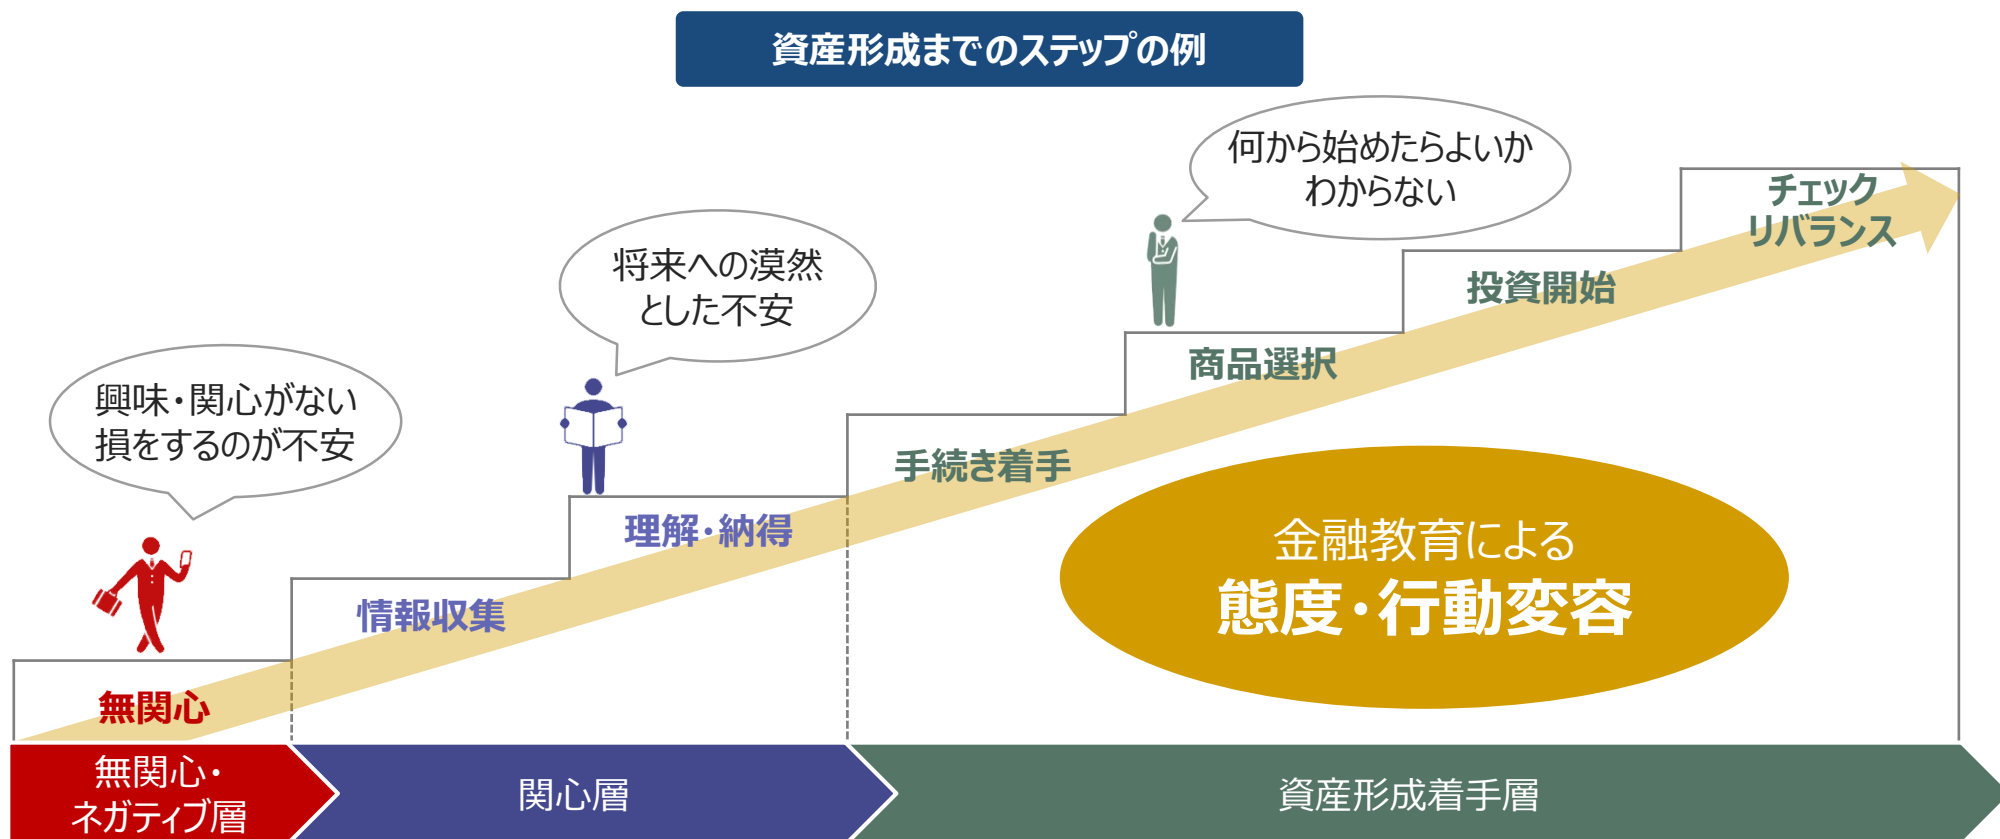 資産形成までのステップの例
何から始めたらよいか
わからない
チェック
リバランス
将来への漠然
とした不安
投資開始
商品選択
興味・関心がない
損をするのが不安
手続き着手
理解・納得
金融教育による
態度・行動変容
情報収集
無関心
無関心・
ネガティブ層
関心層
資産形成着手層